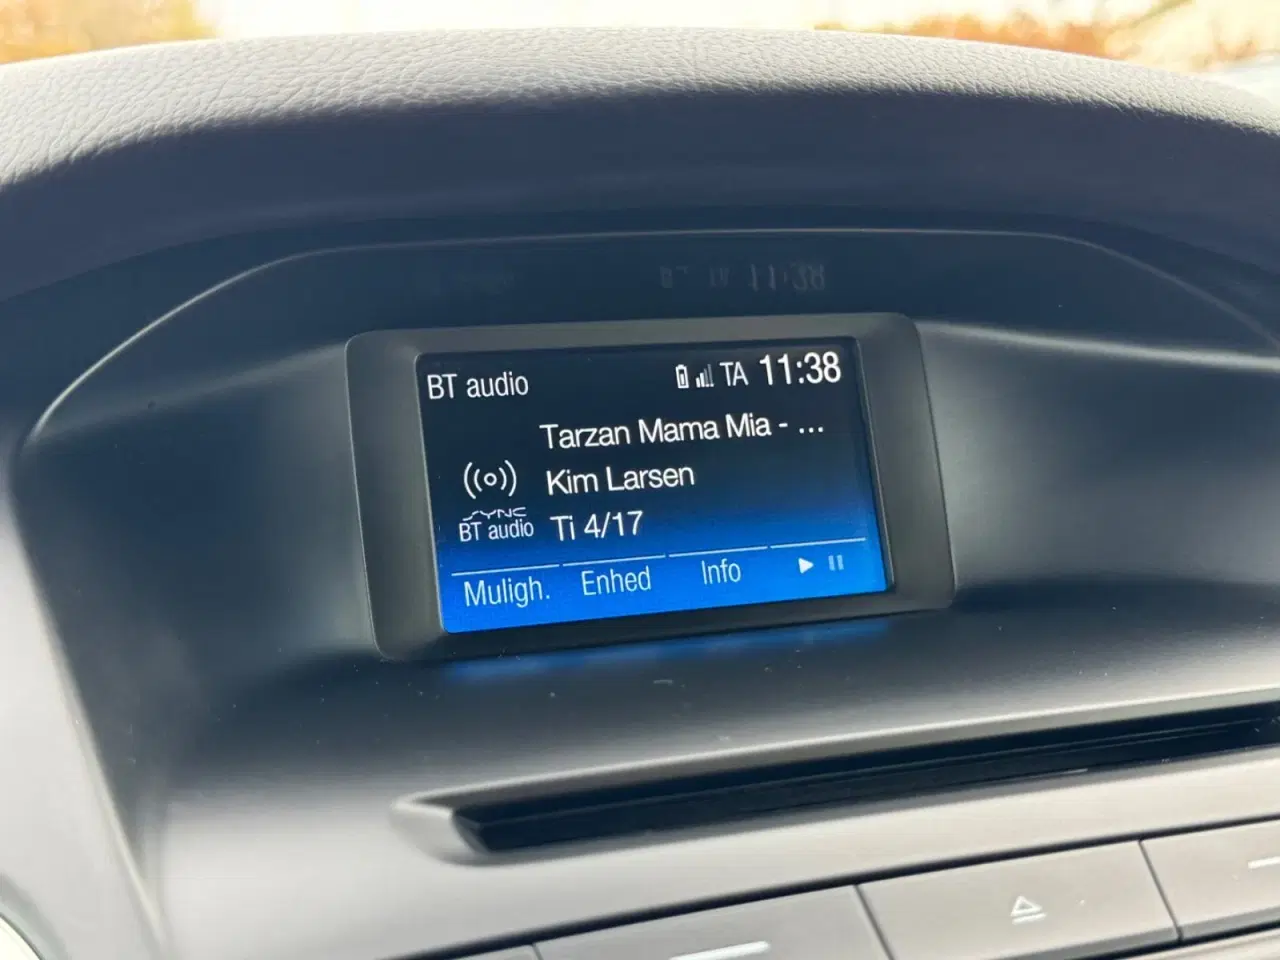 BT audio TA 11:38
Tarzan Mama Mia - ...
Kim Larsen
SYNC
BT audio Ti 4/17
Muligh. Enhed Info